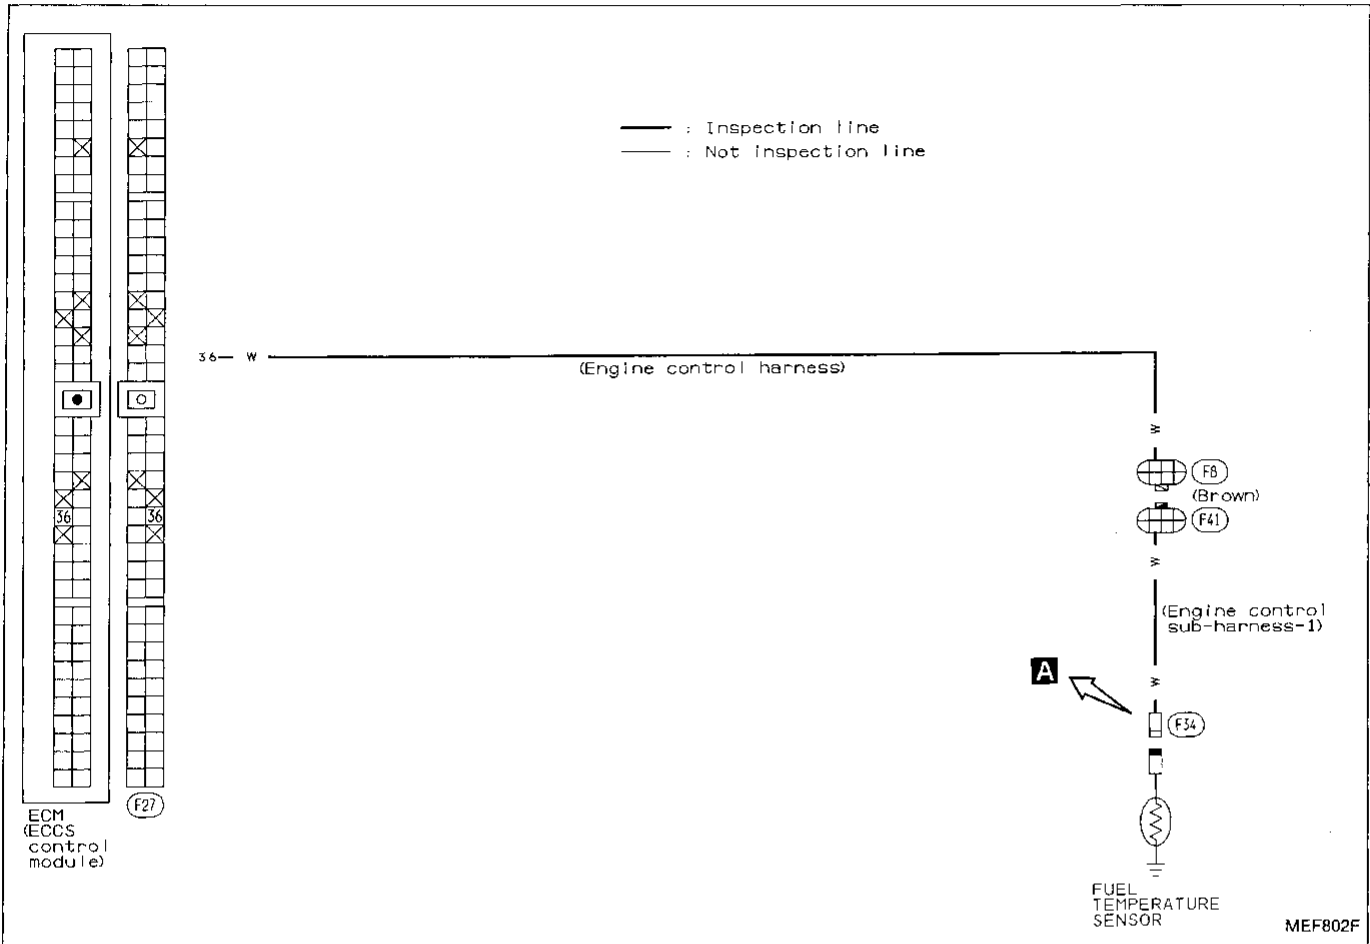 : Inspection line
: Not inspection line
36 W
(Engine control harness)
W
F8
(Brown)
F41
W
36
36
(Engine control
sub-harness-1)
A
W
F34
F27
ECM
(ECCS
control
module)
FUEL
TEMPERATURE
SENSOR
MEF802F